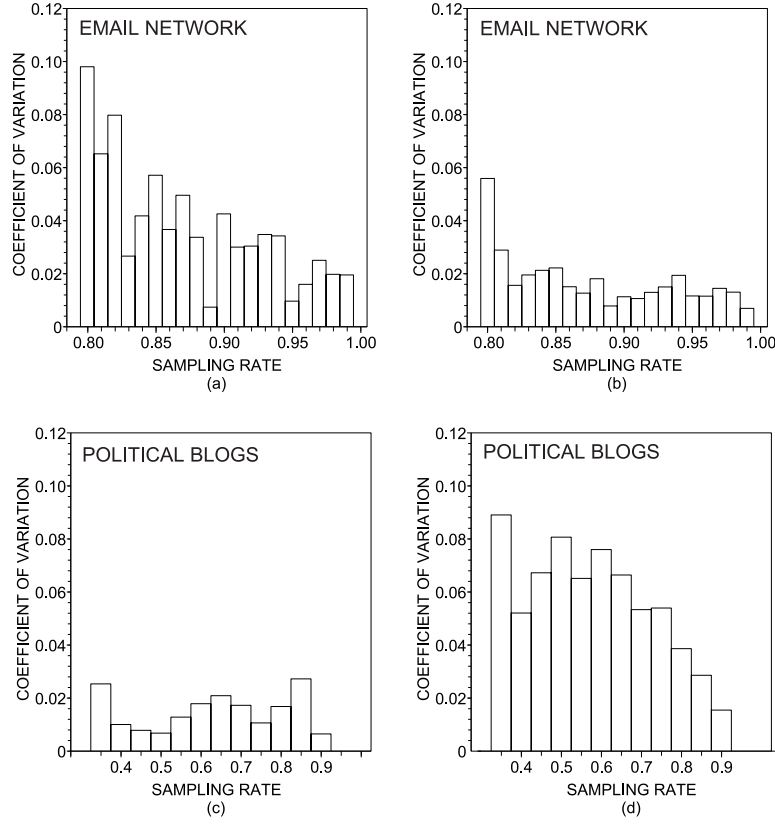 0.12
EMAIL NETWORK
0.10
0.08
0.06
0.04
0.02
0
COEFFICIENT OF VARIATION
0.80 0.85 0.90 0.95 1.00
SAMPLING RATE
(a)
0.12
EMAIL NETWORK
0.10
0.08
0.06
0.04
0.02
0
COEFFICIENT OF VARIATION
0.80 0.85 0.90 0.95 1.00
SAMPLING RATE
(b)
0.12
POLITICAL BLOGS
0.10
0.08
0.06
0.04
0.02
0
COEFFICIENT OF VARIATION
0.4 0.5 0.6 0.7 0.8 0.9
SAMPLING RATE
(c)
0.12
POLITICAL BLOGS
0.10
0.08
0.06
0.04
0.02
0
COEFFICIENT OF VARIATION
0.4 0.5 0.6 0.7 0.8 0.9
SAMPLING RATE
(d)